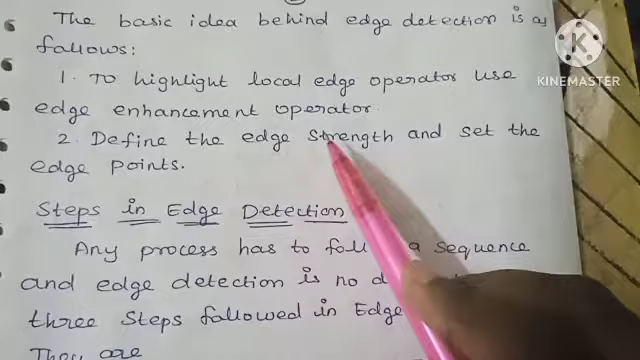 The basic idea behind edge detection is as
follows:
1. To highlight local edge operator use
edge enhancement operator.
2. Define the edge strength and set the
edge points.
Steps in Edge Detection
Any process has to a sequence
and edge detection is no
three steps followed in Edge
They are
KINEMASTER